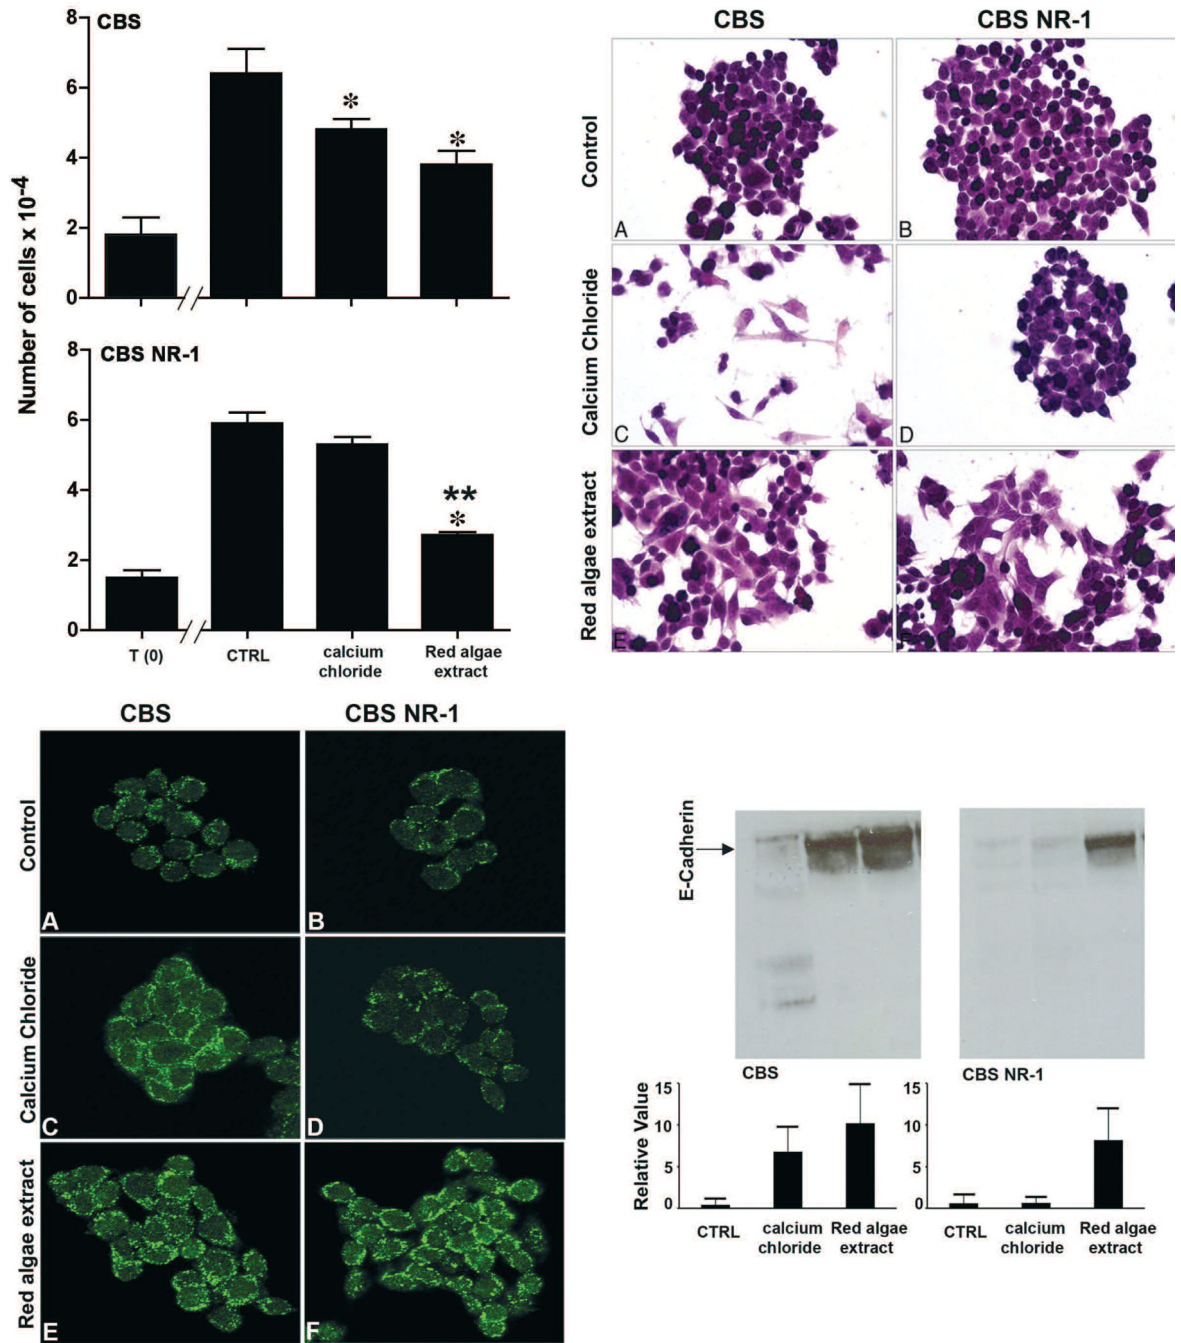 CBS
8
6
4
2
0
*
*
Number of cells x 10-4
CBS NR-1
8
6
4
2
0
**
*
T (0)
CTRL
calcium
chloride
Red algae
extract
CBS
CBS NR-1
Control
A
B
Calcium Chloride
C
D
Red algae extract
E
F
CBS
CBS NR-1
Control
A
B
Calcium Chloride
C
D
Red algae extract
E
F
E-Cadherin
CBS
CBS NR-1
Relative Value
15
10
5
0
CTRL
calcium
chloride
Red algae
extract
15
10
5
0
CTRL
calcium
chloride
Red algae
extract